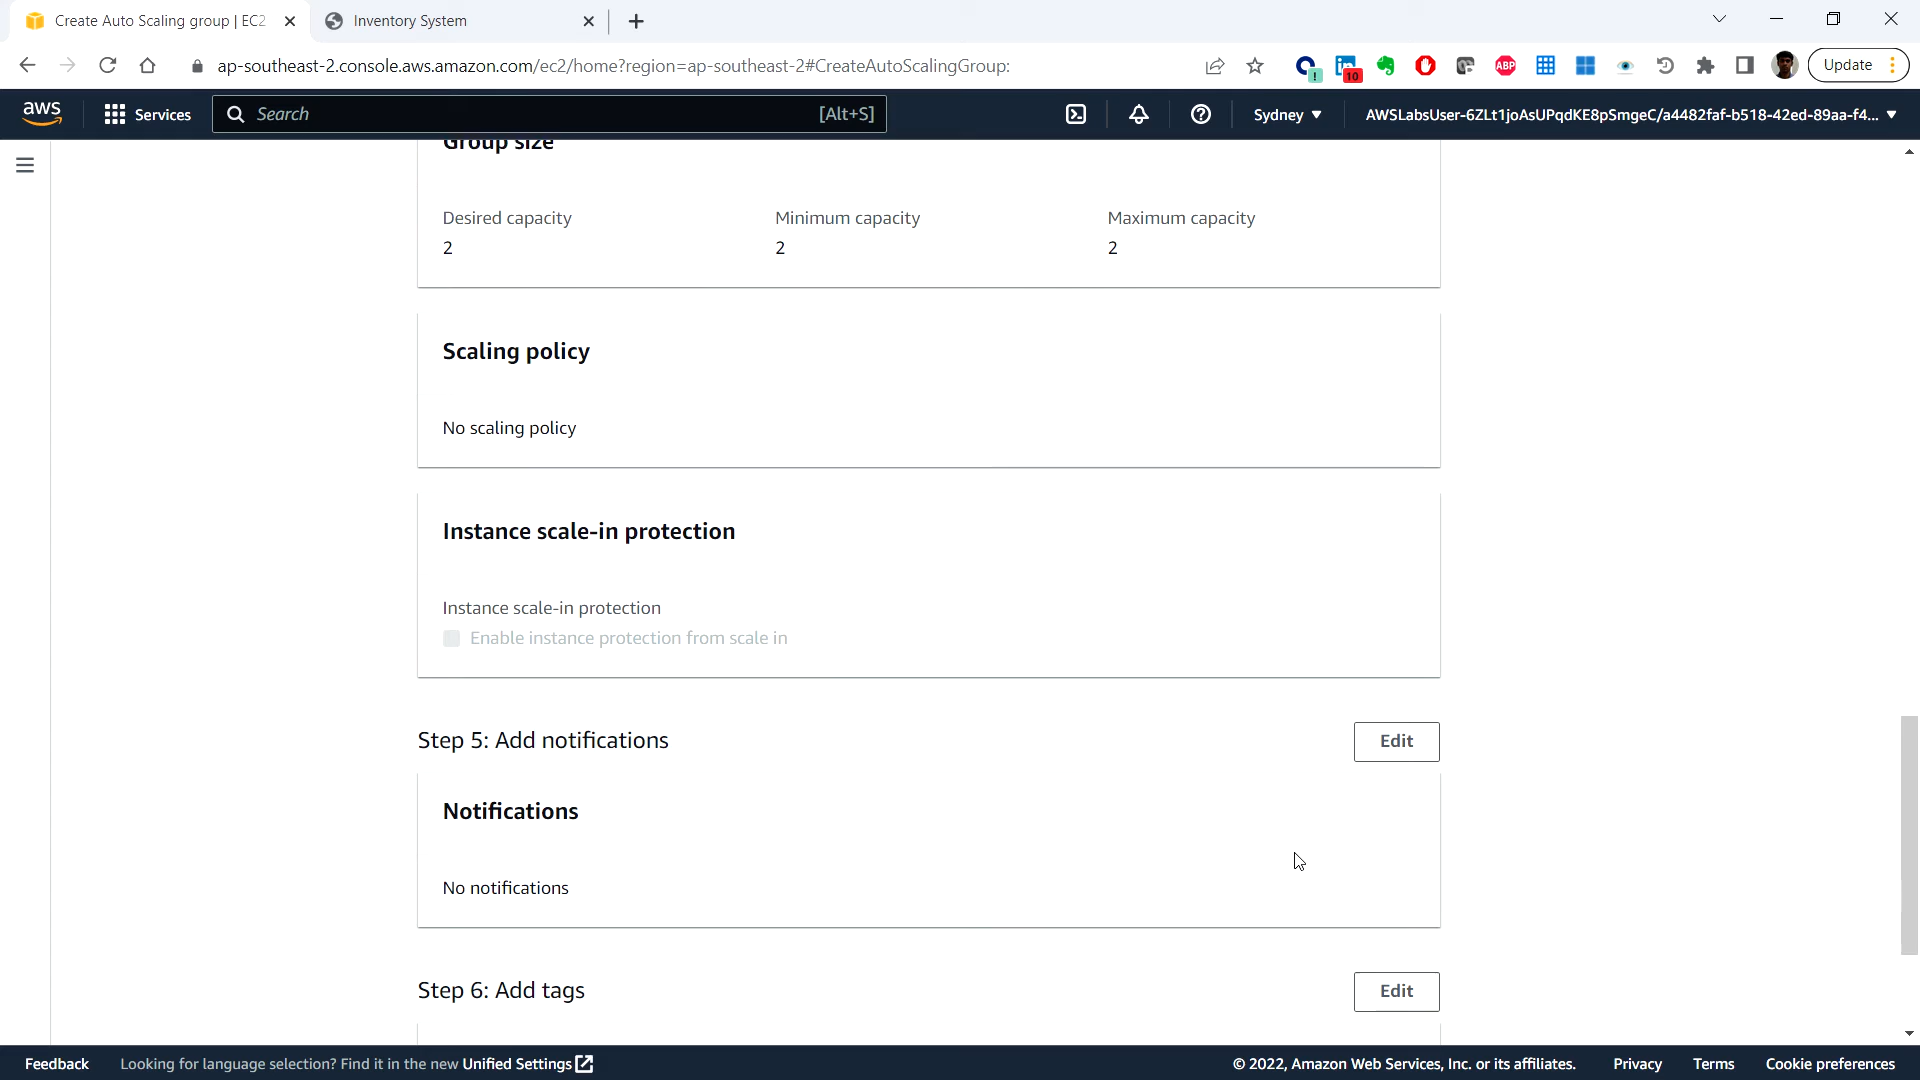 Create Auto Scaling group | EC2
Inventory System
ap-southeast-2.console.aws.amazon.com/ec2/home?region=ap-southeast-2#CreateAutoScalingGroup:
10
ABP
Update
aws
Services
Search
[Alt+S]
Sydney
AWSLabsUser-6ZLt1joAsUPqdKE8pSmgeC/a4482faf-b518-42ed-89aa-f4...
Group size
Desired capacity
Minimum capacity
Maximum capacity
2
2
2
Scaling policy
No scaling policy
Instance scale-in protection
Instance scale-in protection
Enable instance protection from scale in
Step 5: Add notifications
Edit
Notifications
No notifications
Step 6: Add tags
Edit
Feedback
Looking for language selection? Find it in the new Unified Settings
© 2022, Amazon Web Services, Inc. or its affiliates.
Privacy
Terms
Cookie preferences